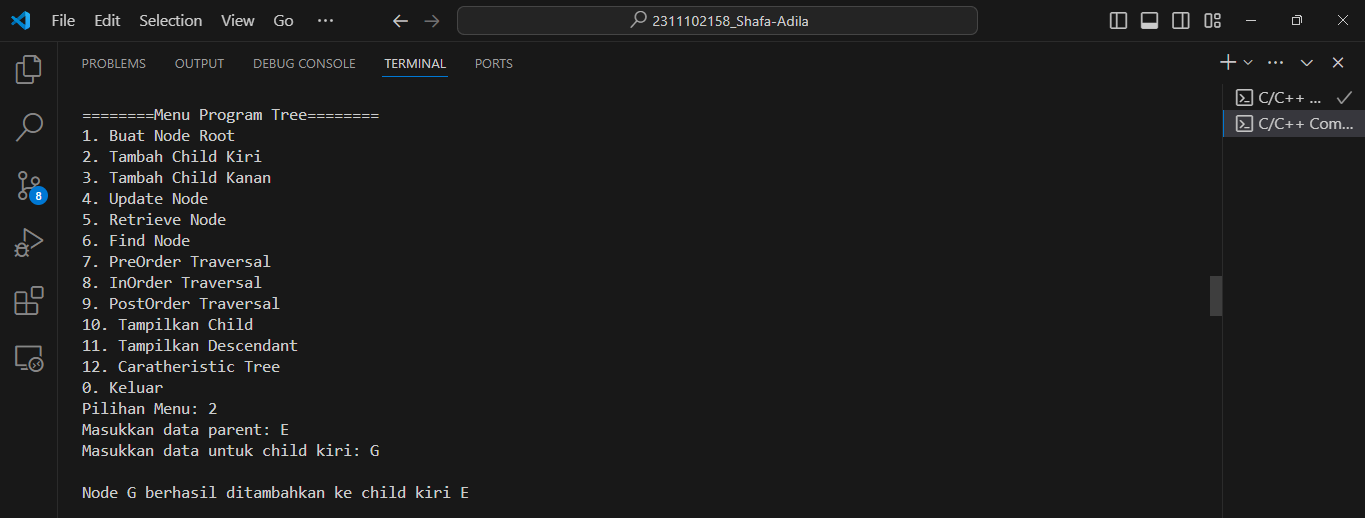 File Edit Selection View Go ··· 2311102158_Shafa-Adila
PROBLEMS OUTPUT DEBUG CONSOLE TERMINAL PORTS
C/C++ ...
C/C++ Com...
8
========Menu Program Tree========
1. Buat Node Root
2. Tambah Child Kiri
3. Tambah Child Kanan
4. Update Node
5. Retrieve Node
6. Find Node
7. PreOrder Traversal
8. InOrder Traversal
9. PostOrder Traversal
10. Tampilkan Child
11. Tampilkan Descendant
12. Caratheristic Tree
0. Keluar
Pilihan Menu: 2
Masukkan data parent: E
Masukkan data untuk child kiri: G
Node G berhasil ditambahkan ke child kiri E